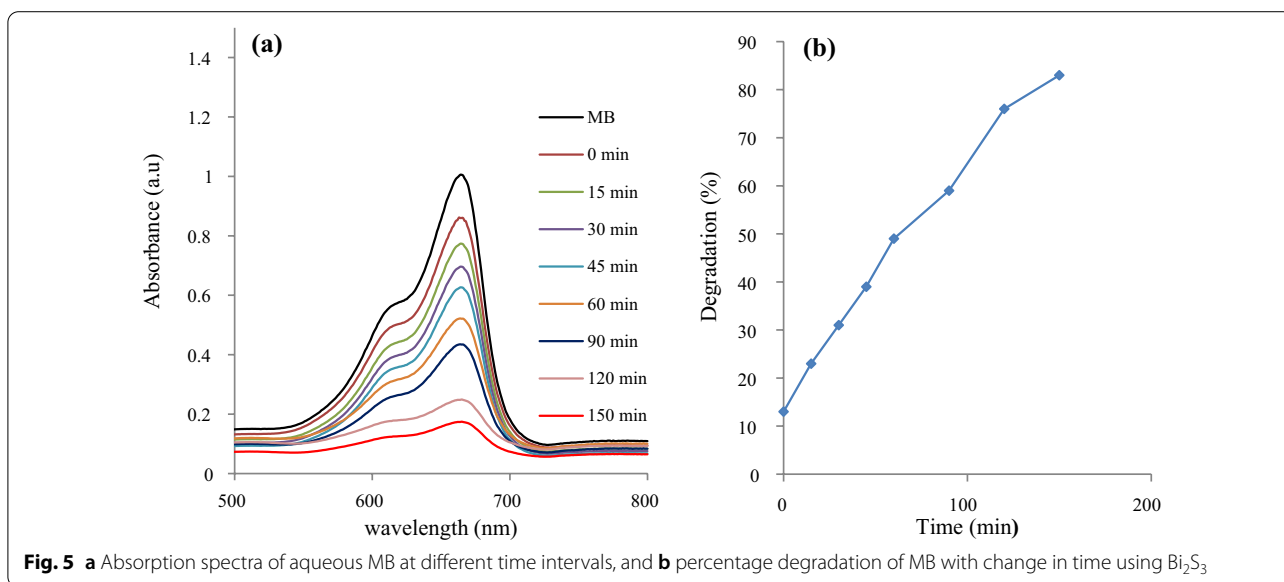 (a)
1.4
1.2
1
0.8
0.6
0.4
0.2
0
Absorbance (a.u)
500
600
700
800
wavelength (nm)
MB
0 min
15 min
30 min
45 min
60 min
90 min
120 min
150 min
(b)
90
80
70
60
50
40
30
20
10
0
Degradation (%)
0
100
200
Time (min)
Fig. 5 a Absorption spectra of aqueous MB at different time intervals, and b percentage degradation of MB with change in time using Bi₂S₃